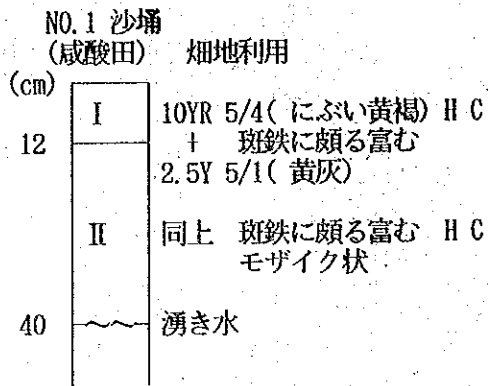 NO.1 沙埇
(咸酸田) 畑地利用
(cm)
I 10YR 5/4( にぶい黄褐) H C
12 + 斑鉄に頗る富む
2.5Y 5/1( 黄灰)
II 同上 斑鉄に頗る富む H C
モザイク状
40 湧き水